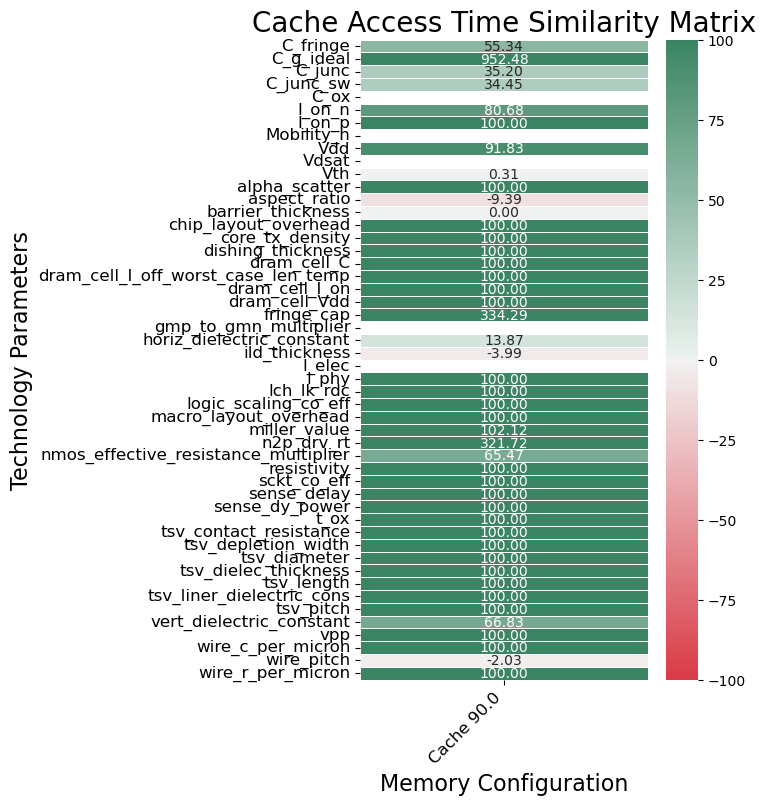 Cache Access Time Similarity Matrix
C_fringe 55.34
C_g_ideal 952.48
C_junc 35.20
C_junc_sw 34.45
C_ox
I_on_n 80.68
I_on_p 100.00
Mobility_n
Vdd 91.83
Vdsat
Vth 0.31
alpha_scatter 100.00
aspect_ratio -9.39
barrier_thickness 0.00
chip_layout_overhead 100.00
core_tx_density 100.00
dishing_thickness 100.00
dram_cell_C 100.00
dram_cell_I_off_worst_case_len_temp 100.00
dram_cell_I_on 100.00
dram_cell_Vdd 100.00
fringe_cap 334.29
gmp_to_gmn_multiplier
horiz_dielectric_constant 13.87
ild_thickness -3.99
l_elec
l_phy 100.00
lch_lk_rdc 100.00
logic_scaling_co_eff 100.00
macro_layout_overhead 100.00
miller_value 102.12
n2p_drv_rt 321.72
nmos_effective_resistance_multiplier 65.47
resistivity 100.00
sckt_co_eff 100.00
sense_delay 100.00
sense_dy_power 100.00
t_ox 100.00
tsv_contact_resistance 100.00
tsv_depletion_width 100.00
tsv_diameter 100.00
tsv_dielec_thickness 100.00
tsv_length 100.00
tsv_liner_dielectric_cons 100.00
tsv_pitch 100.00
vert_dielectric_constant 66.83
vpp 100.00
wire_c_per_micron 100.00
wire_pitch -2.03
wire_r_per_micron 100.00
Technology Parameters
Cache 90.0
Memory Configuration
100
75
50
25
0
−25
−50
−75
−100